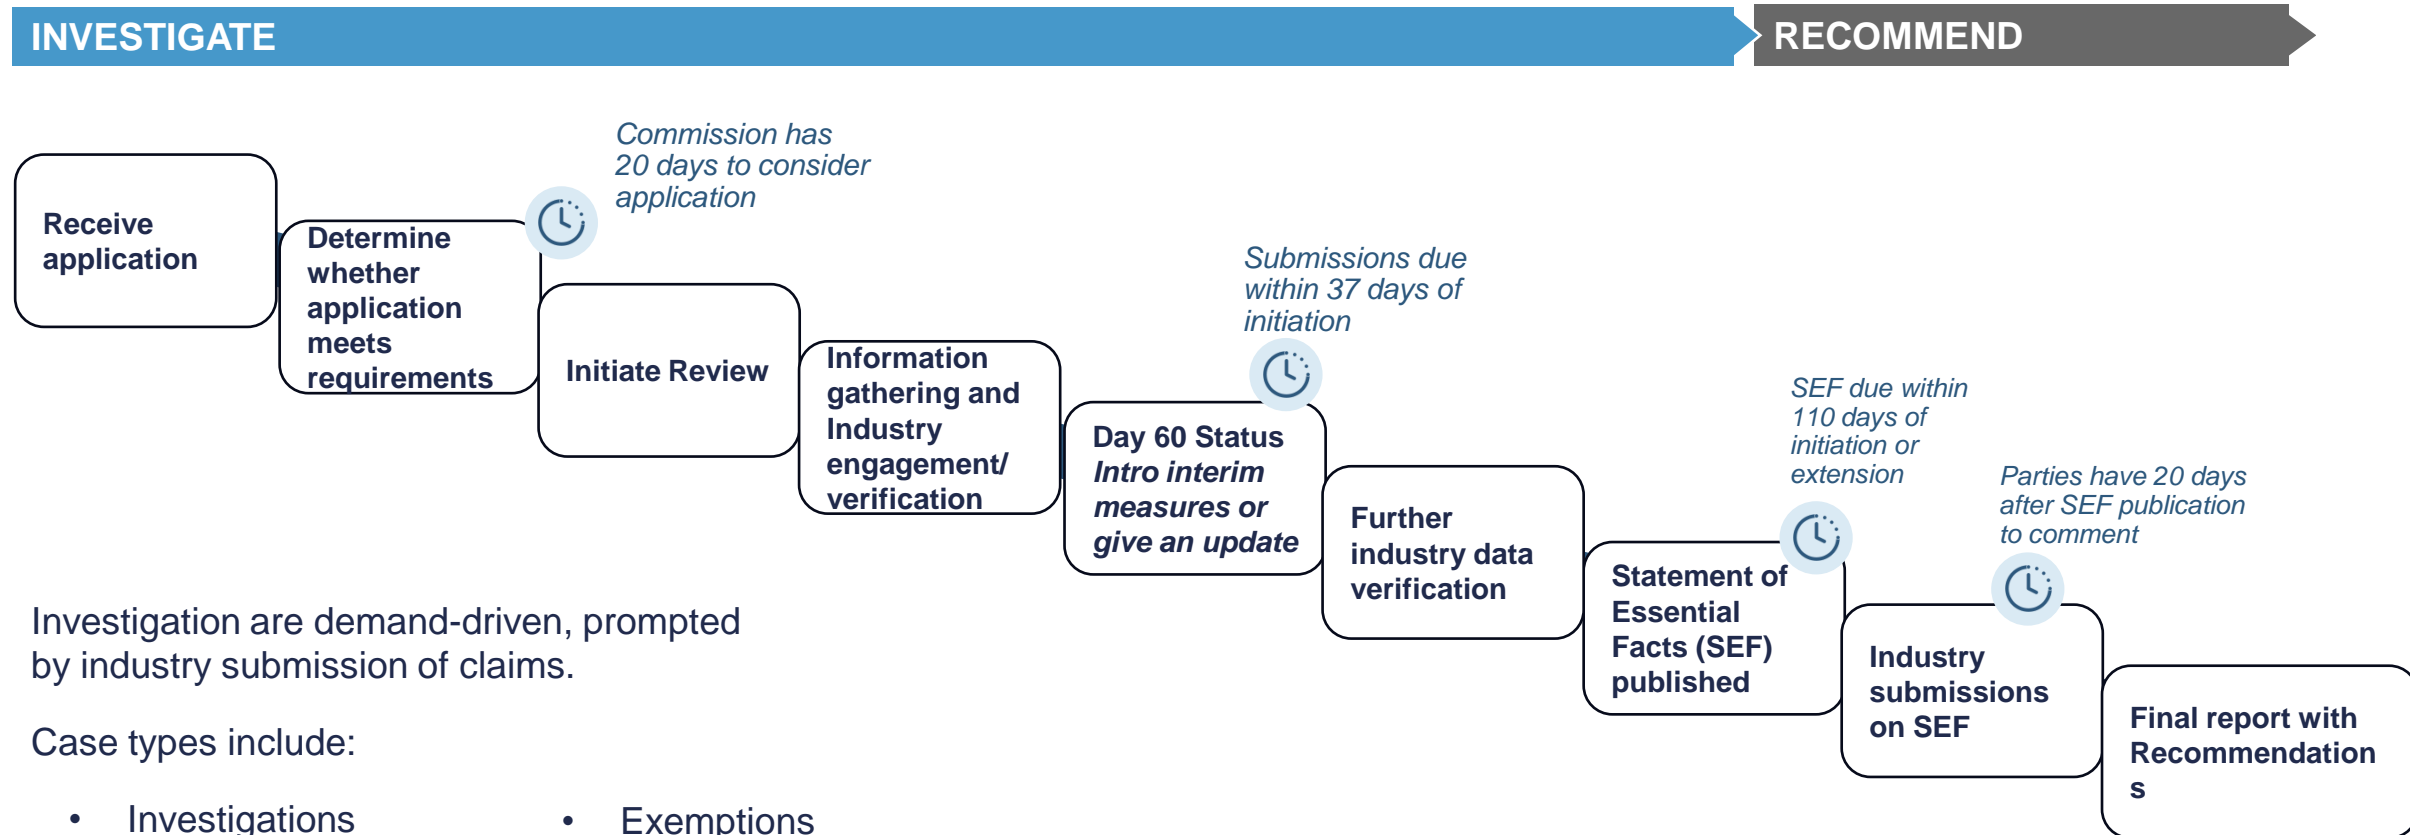 INVESTIGATE
RECOMMEND
Commission has
20 days to consider
application
Receive
application
Determine
whether
application
meets
requirements
Initiate Review
Information
gathering and
Industry
engagement/
verification
Submissions due
within 37 days of
initiation
Day 60 Status
Intro interim
measures or
give an update
Further
industry data
verification
SEF due within
110 days of
initiation or
extension
Statement of
Essential
Facts (SEF)
published
Parties have 20 days
after SEF publication
to comment
Industry
submissions
on SEF
Final report with
Recommendation
s
Investigation are demand-driven, prompted
by industry submission of claims.
Case types include:
• Investigations
• Exemptions